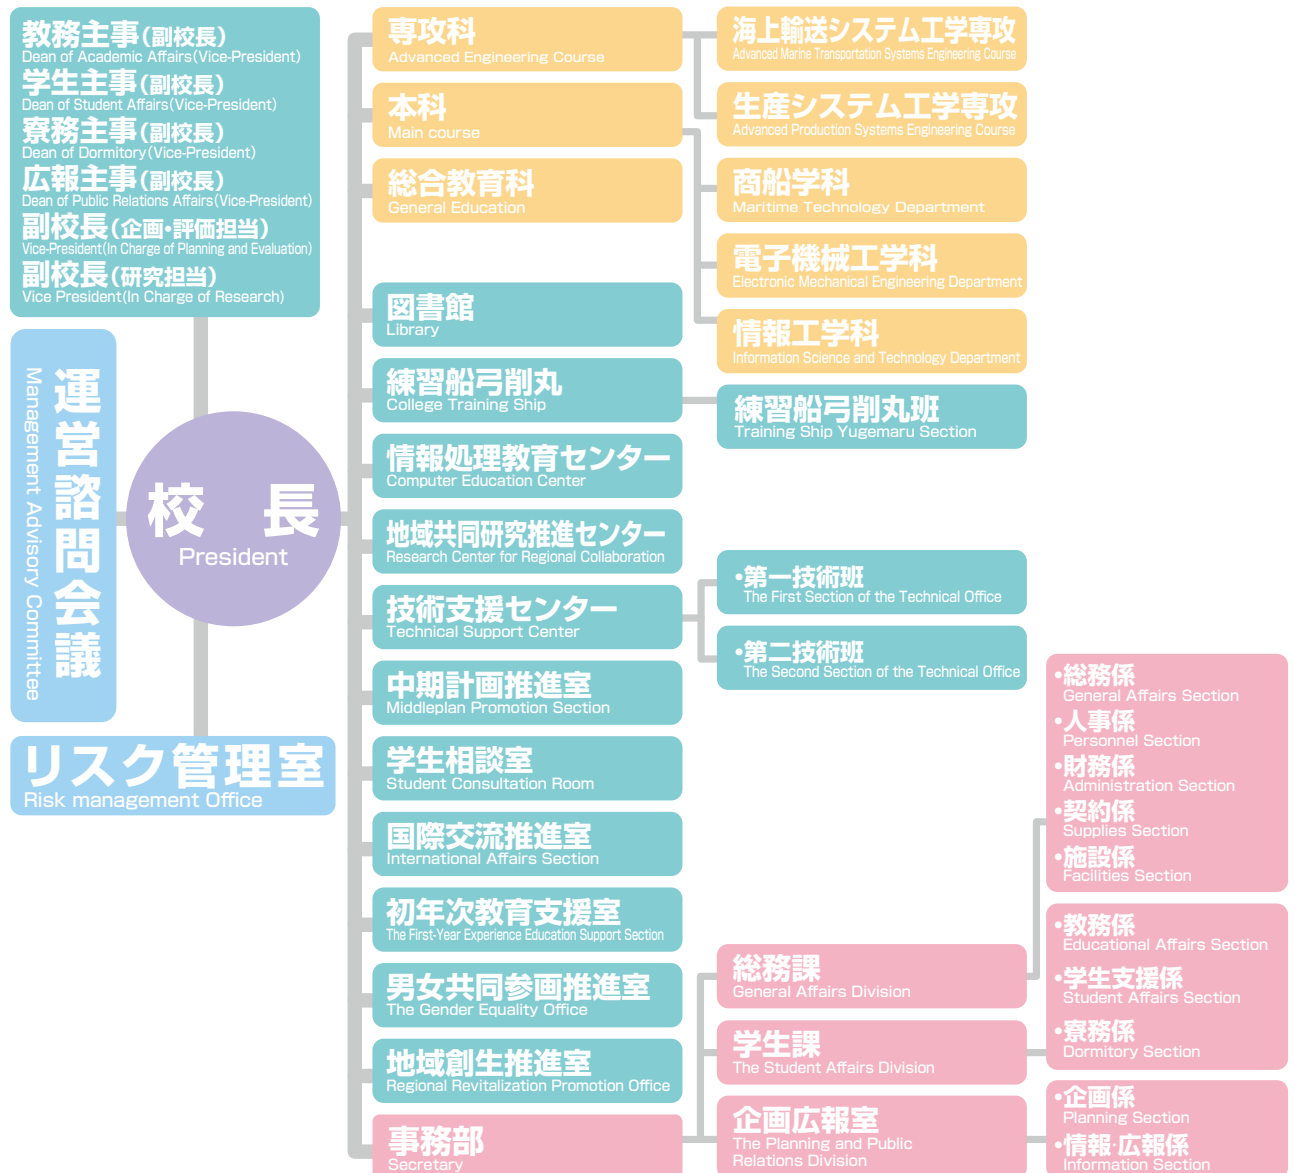 教務主事(副校長)
Dean of Academic Affairs(Vice-President)
学生主事(副校長)
Dean of Student Affairs(Vice-President)
寮務主事(副校長)
Dean of Dormitory(Vice-President)
広報主事(副校長)
Dean of Public Relations Affairs(Vice-President)
副校長(企画・評価担当)
Vice-President(In Charge of Planning and Evaluation)
副校長(研究担当)
Vice President(In Charge of Research)
運営諮問会議
Management Advisory Committee
校 長
President
リスク管理室
Risk management Office
専攻科
Advanced Engineering Course
本科
Main course
総合教育科
General Education
図書館
Library
練習船弓削丸
College Training Ship
情報処理教育センター
Computer Education Center
地域共同研究推進センター
Research Center for Regional Collaboration
技術支援センター
Technical Support Center
中期計画推進室
Middleplan Promotion Section
学生相談室
Student Consultation Room
国際交流推進室
International Affairs Section
初年次教育支援室
The First-Year Experience Education Support Section
男女共同参画推進室
The Gender Equality Office
地域創生推進室
Regional Revitalization Promotion Office
事務部
Secretary
海上輸送システム工学専攻
Advanced Marine Transportation Systems Engineering Course
生産システム工学専攻
Advanced Production Systems Engineering Course
商船学科
Maritime Technology Department
電子機械工学科
Electronic Mechanical Engineering Department
情報工学科
Information Science and Technology Department
練習船弓削丸班
Training Ship Yugemaru Section
・第一技術班
The First Section of the Technical Office
・第二技術班
The Second Section of the Technical Office
総務課
General Affairs Division
学生課
The Student Affairs Division
企画広報室
The Planning and Public
Relations Division
・総務係
General Affairs Section
・人事係
Personnel Section
・財務係
Administration Section
・契約係
Supplies Section
・施設係
Facilities Section
・教務係
Educational Affairs Section
・学生支援係
Student Affairs Section
・寮務係
Dormitory Section
・企画係
Planning Section
・情報・広報係
Information Section